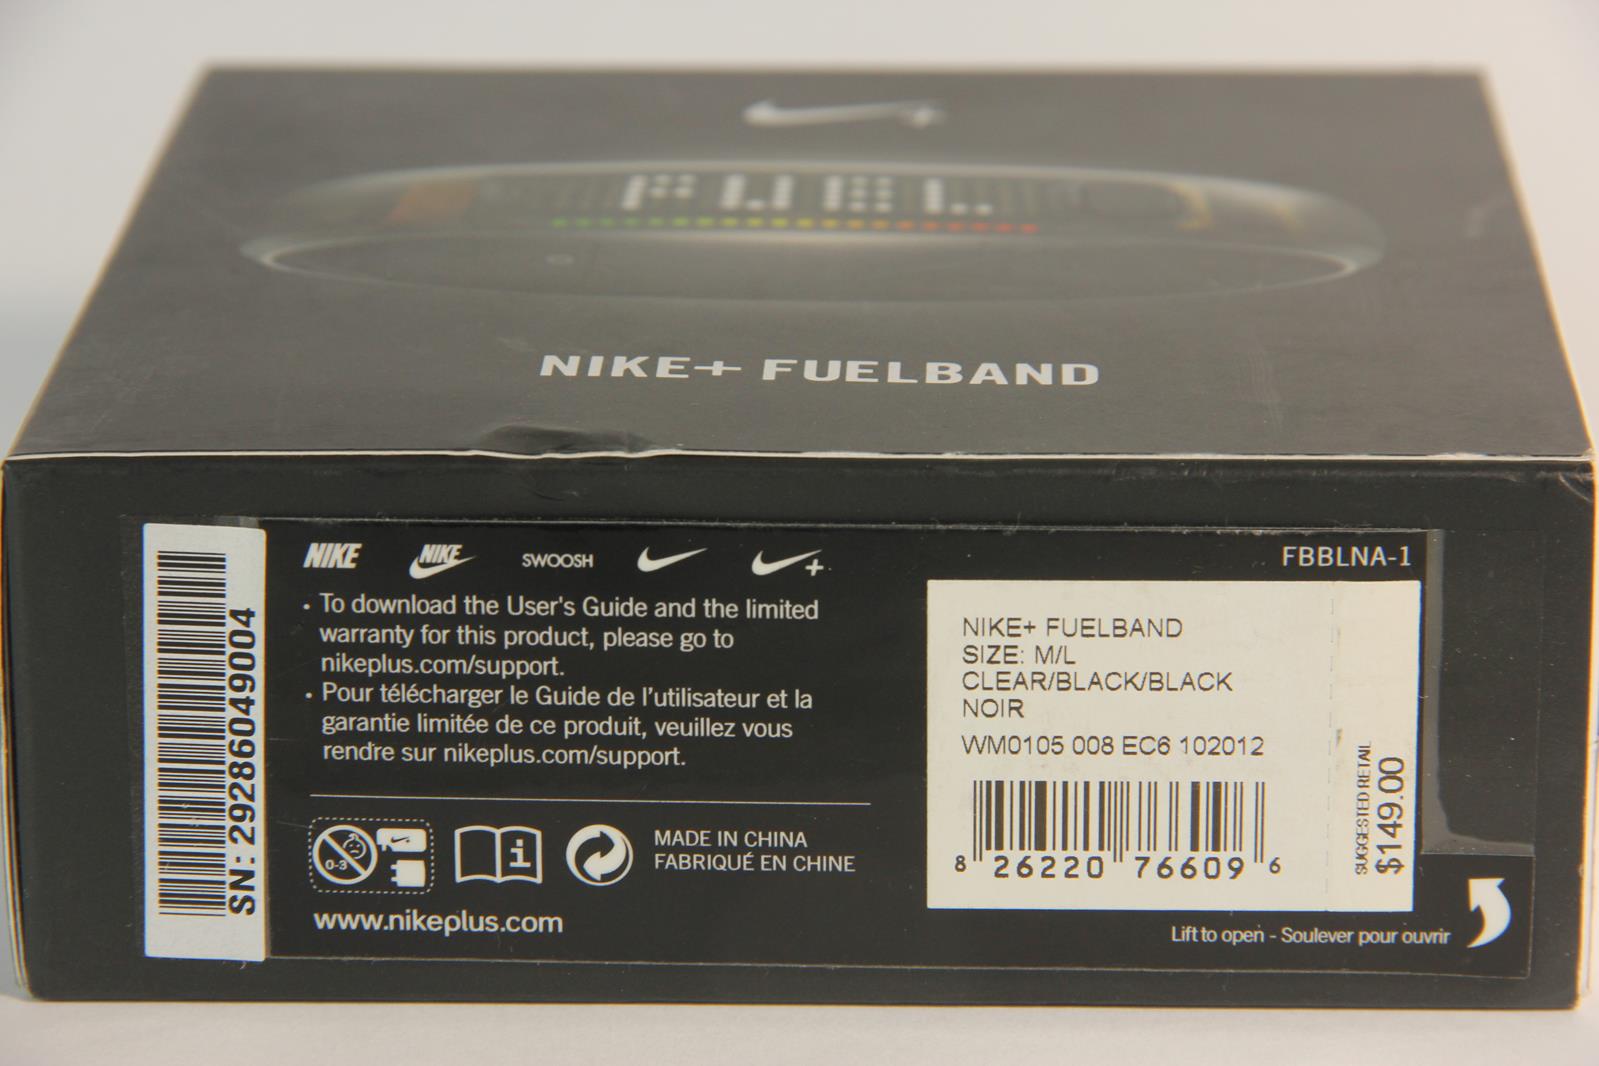 FUEL
NIKE+ FUELBAND
SN: 29286049004
NIKE
NIKE
SWOOSH
FBBLNA-1
• To download the User's Guide and the limited
warranty for this product, please go to
nikeplus.com/support.
• Pour télécharger le Guide de l'utilisateur et la
garantie limitée de ce produit, veuillez vous
rendre sur nikeplus.com/support.
0-3
i
MADE IN CHINA
FABRIQUÉ EN CHINE
www.nikeplus.com
NIKE+ FUELBAND
SIZE: M/L
CLEAR/BLACK/BLACK
NOIR
WM0105 008 EC6 102012
8 26220 76609 6
SUGGESTED RETAIL
$149.00
Lift to open - Soulever pour ouvrir